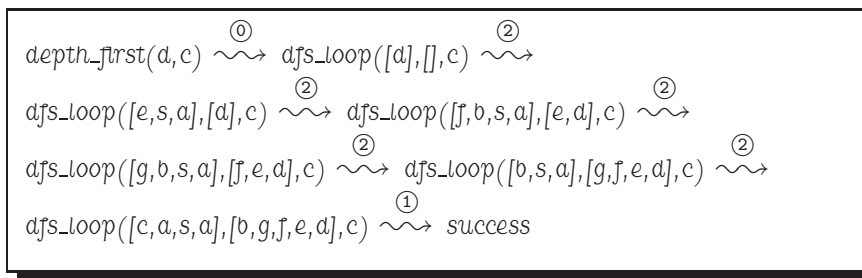 depth_first(d,c) ⓪ ⤳ dfs_loop([d],[],c) ② ⤳
dfs_loop([e,s,a],[d],c) ② ⤳ dfs_loop([f,b,s,a],[e,d],c) ② ⤳
dfs_loop([g,b,s,a],[f,e,d],c) ② ⤳ dfs_loop([b,s,a],[g,f,e,d],c) ② ⤳
dfs_loop([c,a,s,a],[b,g,f,e,d],c) ① ⤳ success